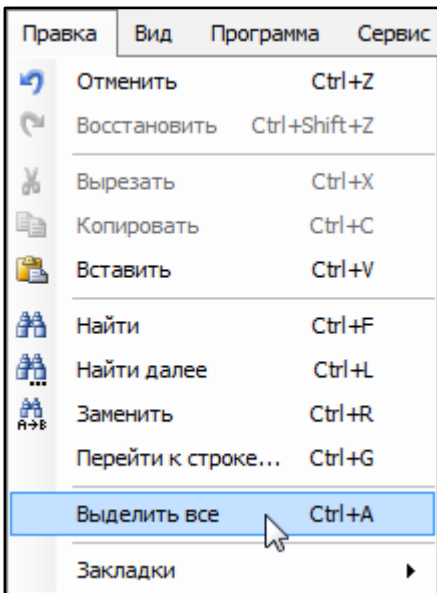 Правка Вид Программа Сервис
Отменить Ctrl+Z
Восстановить Ctrl+Shift+Z
Вырезать Ctrl+X
Копировать Ctrl+C
Вставить Ctrl+V
Найти Ctrl+F
Найти далее Ctrl+L
A→B Заменить Ctrl+R
Перейти к строке... Ctrl+G
Выделить все Ctrl+A
Закладки